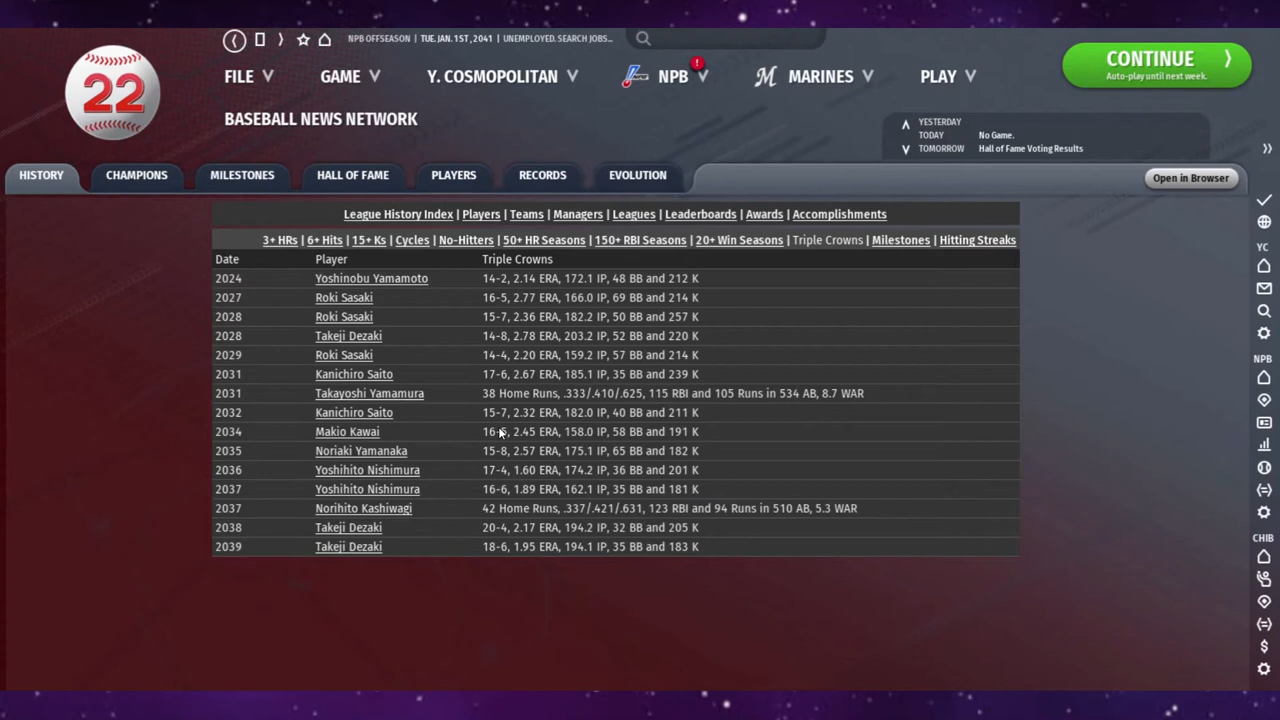 NPB OFFSEASON | TUE. JAN. 1ST, 2041 | UNEMPLOYED. SEARCH JOBS...
22
FILE GAME Y. COSMOPOLITAN NPB ! M MARINES PLAY
CONTINUE
Auto-play until next week.
BASEBALL NEWS NETWORK
YESTERDAY
TODAY No Game.
TOMORROW Hall of Fame Voting Results
HISTORY CHAMPIONS MILESTONES HALL OF FAME PLAYERS RECORDS EVOLUTION Open in Browser
League History Index | Players | Teams | Managers | Leagues | Leaderboards | Awards | Accomplishments
3+ HRs | 6+ Hits | 15+ Ks | Cycles | No-Hitters | 50+ HR Seasons | 150+ RBI Seasons | 20+ Win Seasons | Triple Crowns | Milestones | Hitting Streaks
Date Player Triple Crowns
2024 Yoshinobu Yamamoto 14-2, 2.14 ERA, 172.1 IP, 48 BB and 212 K
2027 Roki Sasaki 16-5, 2.77 ERA, 166.0 IP, 69 BB and 214 K
2028 Roki Sasaki 15-7, 2.36 ERA, 182.2 IP, 50 BB and 257 K
2028 Takeji Dezaki 14-8, 2.78 ERA, 203.2 IP, 52 BB and 220 K
2029 Roki Sasaki 14-4, 2.20 ERA, 159.2 IP, 57 BB and 214 K
2031 Kanichiro Saito 17-6, 2.67 ERA, 185.1 IP, 35 BB and 239 K
2031 Takayoshi Yamamura 38 Home Runs, .333/.410/.625, 115 RBI and 105 Runs in 534 AB, 8.7 WAR
2032 Kanichiro Saito 15-7, 2.32 ERA, 182.0 IP, 40 BB and 211 K
2034 Makio Kawai 2.45 ERA, 158.0 IP, 58 BB and 191 K
2035 Noriaki Yamanaka 15-8, 2.57 ERA, 175.1 IP, 65 BB and 182 K
2036 Yoshihito Nishimura 17-4, 1.60 ERA, 174.2 IP, 36 BB and 201 K
2037 Yoshihito Nishimura 16-6, 1.89 ERA, 162.1 IP, 35 BB and 181 K
2037 Norihito Kashiwagi 42 Home Runs, .337/.421/.631, 123 RBI and 94 Runs in 510 AB, 5.3 WAR
2038 Takeji Dezaki 20-4, 2.17 ERA, 194.2 IP, 32 BB and 205 K
2039 Takeji Dezaki 18-6, 1.95 ERA, 194.1 IP, 35 BB and 183 K
YC
NPB
CHIB